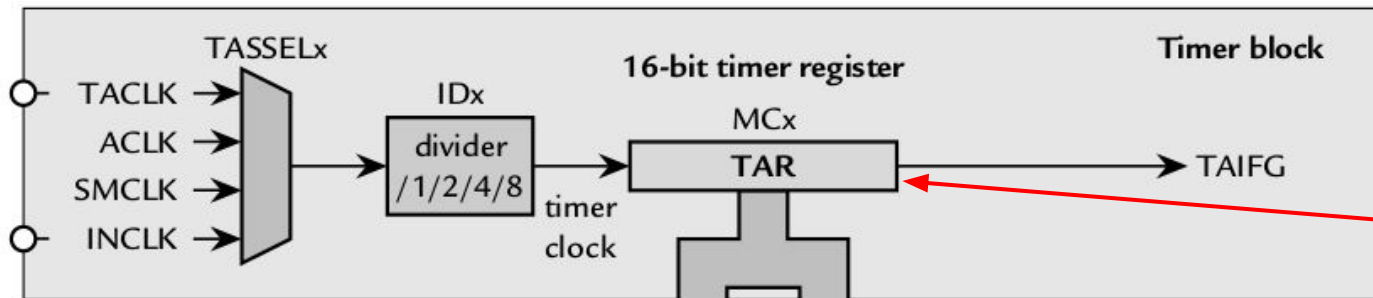 TASSELx
16-bit timer register
Timer block
TACLK
IDx
MCx
ACLK
divider
TAR
TAIFG
SMCLK
/1/2/4/8
timer
INCLK
clock